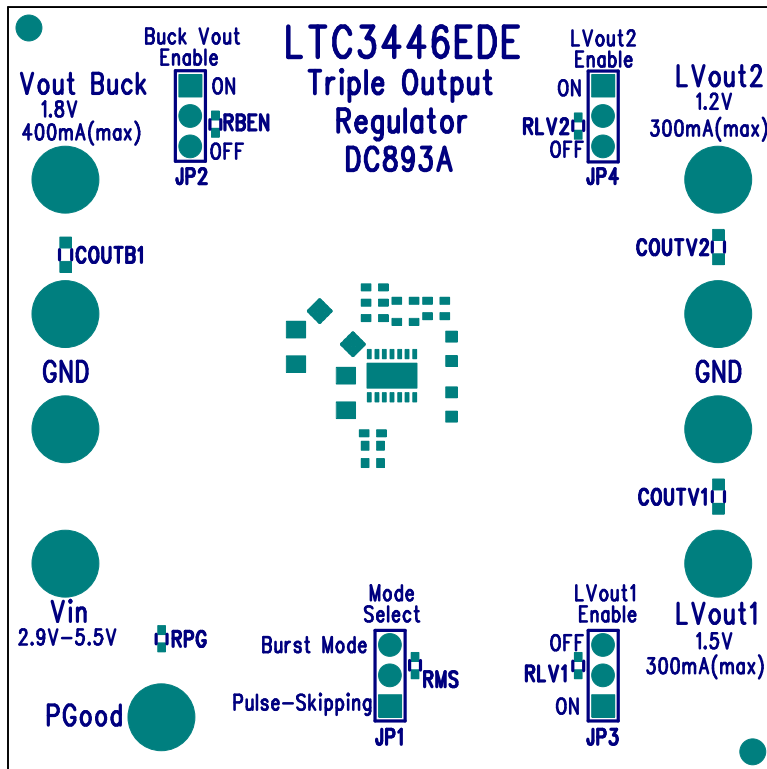 LTC3446EDE
Triple Output
Regulator
DC893A
Buck Vout
Enable
ON
RBEN
OFF
JP2
Vout Buck
1.8V
400mA(max)
COUTB1
GND
LVout2
Enable
ON
RLV2
OFF
JP4
LVout2
1.2V
300mA(max)
COUTV2
GND
COUTV1
Vin
2.9V-5.5V
RPG
PGood
Mode
Select
Burst Mode
RMS
Pulse-Skipping
JP1
LVout1
Enable
OFF
RLV1
ON
JP3
LVout1
1.5V
300mA(max)